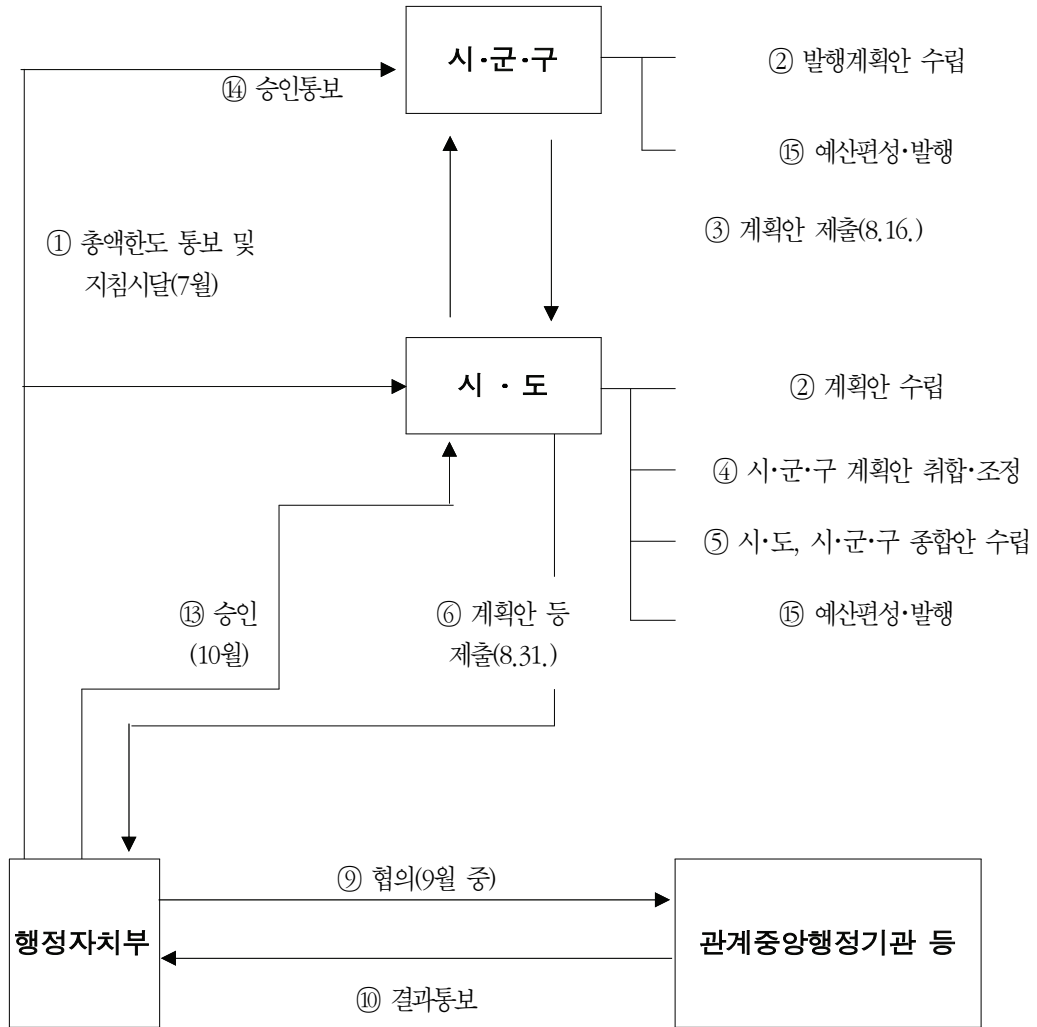 시·군·구
② 발행계획안 수립
⑭ 승인통보
⑮ 예산편성·발행
③ 계획안 제출(8.16.)
① 총액한도 통보 및
지침시달(7월)
시 · 도
② 계획안 수립
④ 시·군·구 계획안 취합·조정
⑤ 시·도, 시·군·구 종합안 수립
⑬ 승인
(10월)
⑥ 계획안 등
제출(8.31.)
⑮ 예산편성·발행
⑨ 협의(9월 중)
행정자치부
관계중앙행정기관 등
⑩ 결과통보